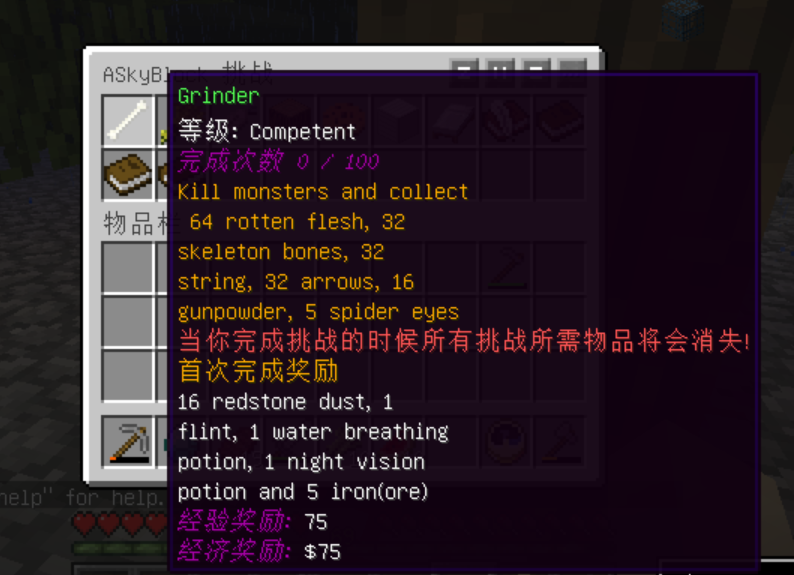 ASkyBlock 挑战
Grinder
等级: Competent
完成次数 0 / 100
Kill monsters and collect
64 rotten flesh, 32
skeleton bones, 32
string, 32 arrows, 16
gunpowder, 5 spider eyes
当你完成挑战的时候所有挑战所需物品将会消失!
首次完成奖励
16 redstone dust, 1
flint, 1 water breathing
potion, 1 night vision
potion and 5 iron(ore)
经验奖励: 75
经济奖励: $75
物品栏
help" for help.